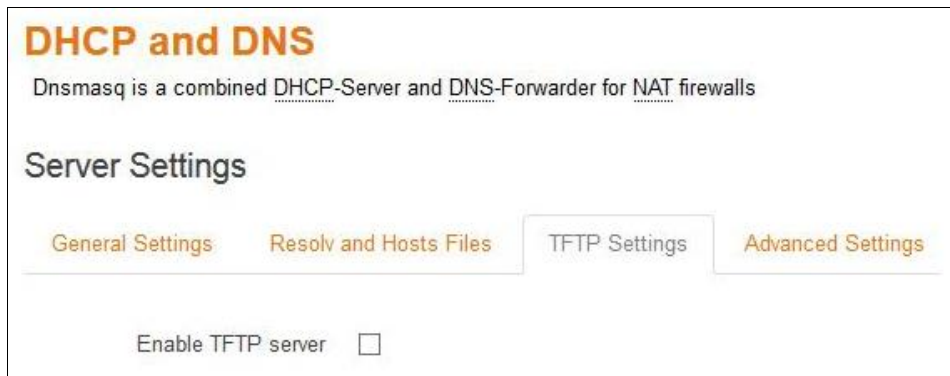 DHCP and DNS
Dnsmasq is a combined DHCP-Server and DNS-Forwarder for NAT firewalls
Server Settings
General Settings
Resolv and Hosts Files
TFTP Settings
Advanced Settings
Enable TFTP server